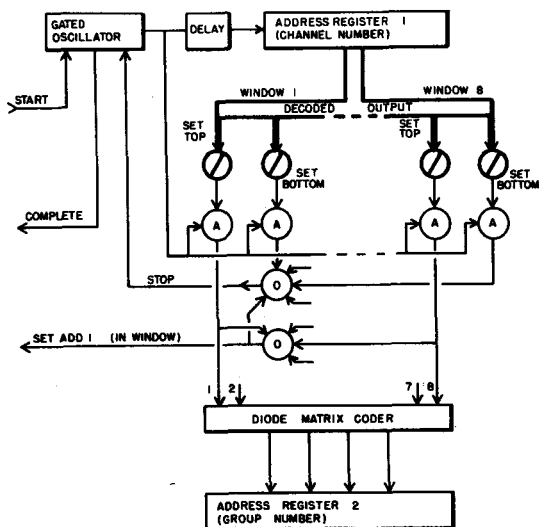 GATED
OSCILLATOR
DELAY
ADDRESS REGISTER 1
(CHANNEL NUMBER)
START
WINDOW 1
WINDOW 8
DECODED OUTPUT
SET
TOP
SET
BOTTOM
SET
TOP
SET
BOTTOM
COMPLETE
A
A
A
A
STOP
O
SET ADD 1 (IN WINDOW)
O
1 2 7 8
DIODE MATRIX CODER
ADDRESS REGISTER 2
(GROUP NUMBER)